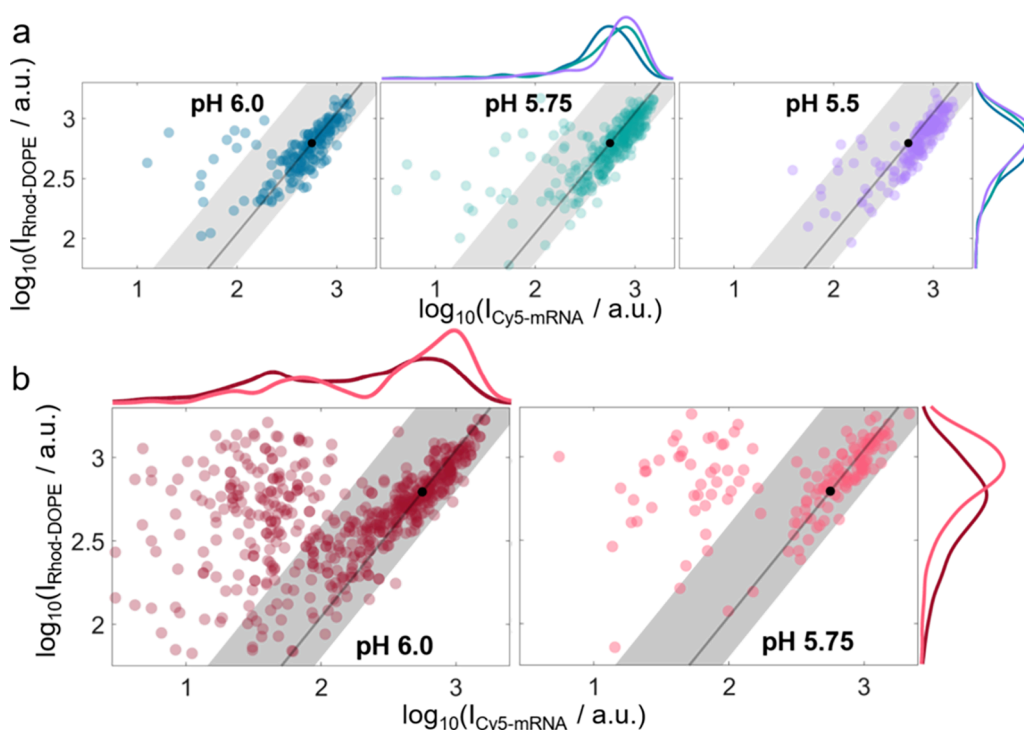 a
pH 6.0
pH 5.75
pH 5.5
log10(IRhod-DOPE / a.u.)
3
2.5
2
1
2
3
1
2
3
1
2
3
log10(ICy5-mRNA / a.u.)
b
log10(IRhod-DOPE / a.u.)
3
2.5
2
pH 6.0
pH 5.75
1
2
3
1
2
3
log10(ICy5-mRNA / a.u.)